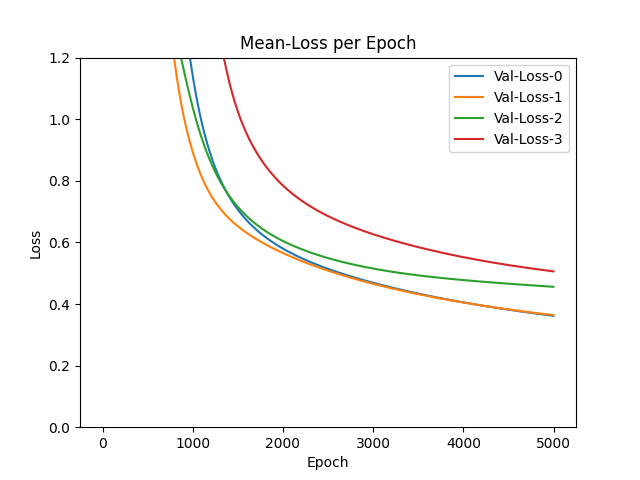 Mean-Loss per Epoch
Loss
1.2
1.0
0.8
0.6
0.4
0.2
0.0
Val-Loss-0
Val-Loss-1
Val-Loss-2
Val-Loss-3
0 1000 2000 3000 4000 5000
Epoch